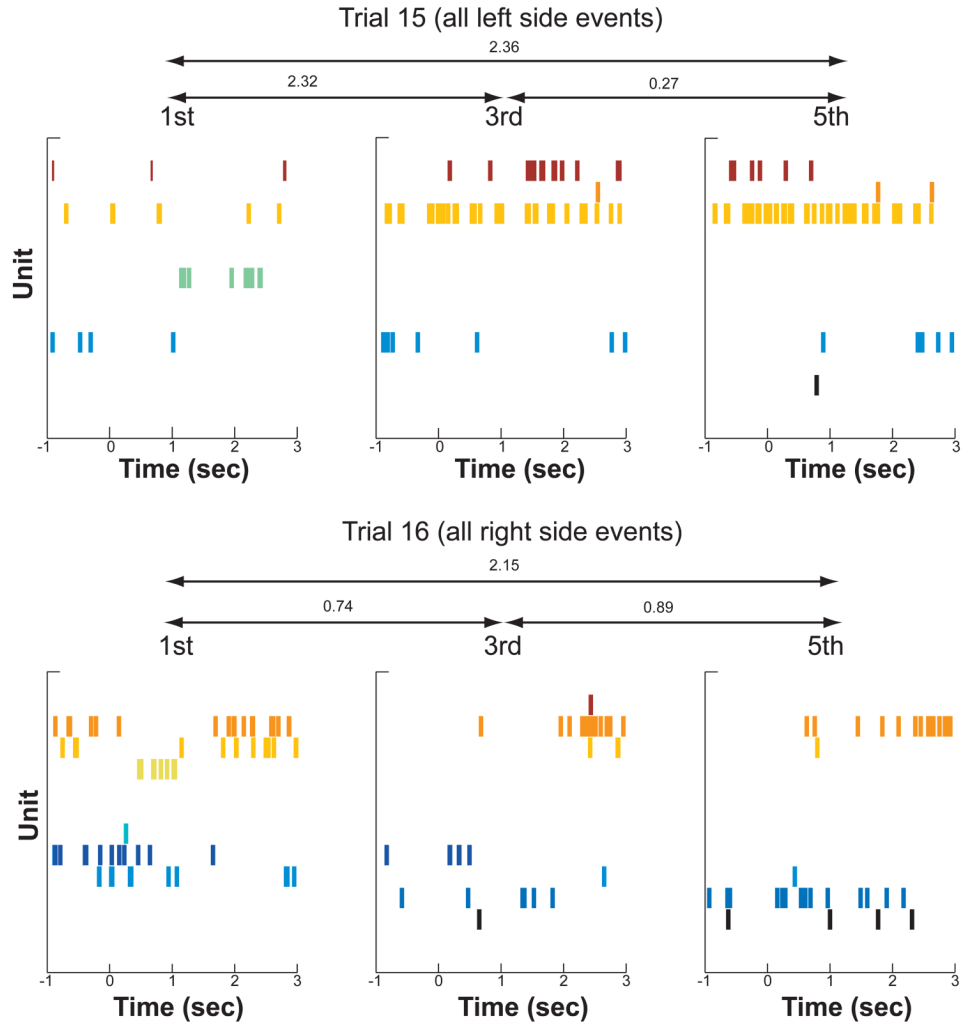 Trial 15 (all left side events)
2.36
2.32 0.27
1st 3rd 5th
Unit
-1 0 1 2 3 -1 0 1 2 3 -1 0 1 2 3
Time (sec) Time (sec) Time (sec)
Trial 16 (all right side events)
2.15
0.74 0.89
1st 3rd 5th
Unit
-1 0 1 2 3 -1 0 1 2 3 -1 0 1 2 3
Time (sec) Time (sec) Time (sec)